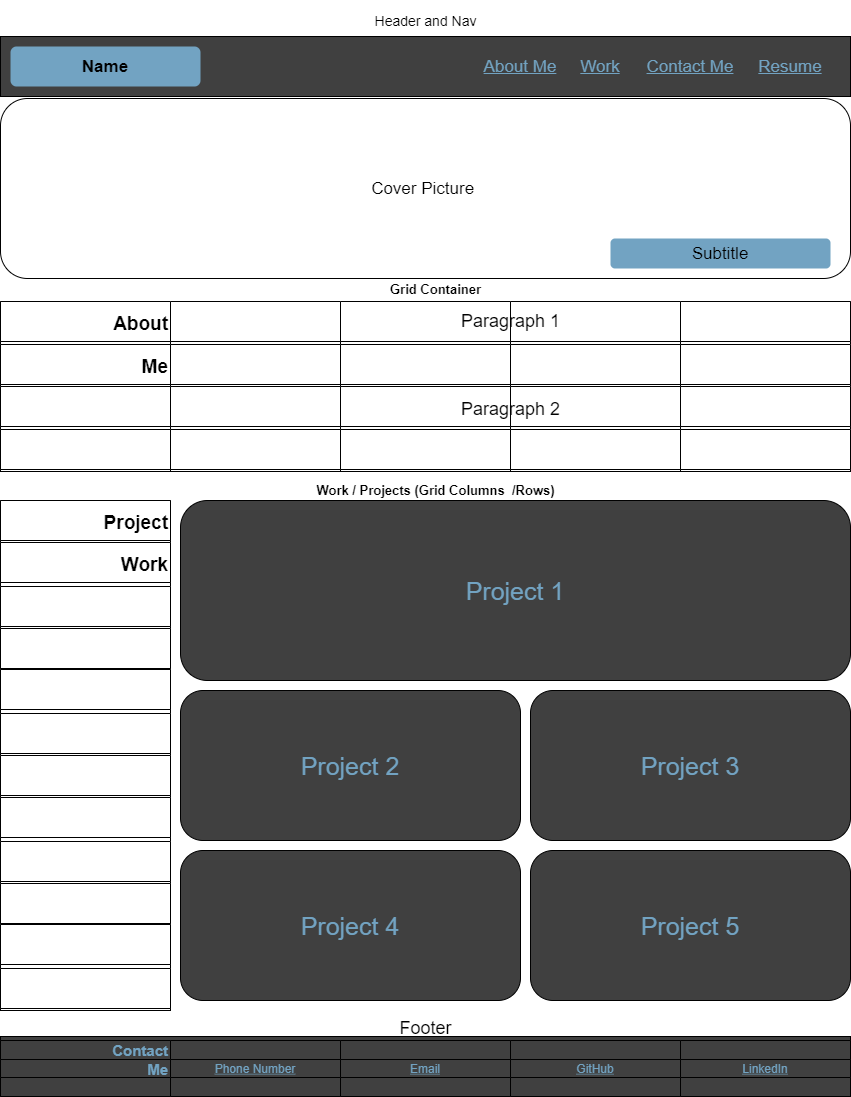 Header and Nav
Name
About Me Work Contact Me Resume
Cover Picture
Subtitle
Grid Container
About
Me
Paragraph 1
Paragraph 2
Work / Projects (Grid Columns  /Rows)
Project
Work
Project 1
Project 2
Project 3
Project 4
Project 5
Footer
Contact
Me
Phone Number
Email
GitHub
LinkedIn